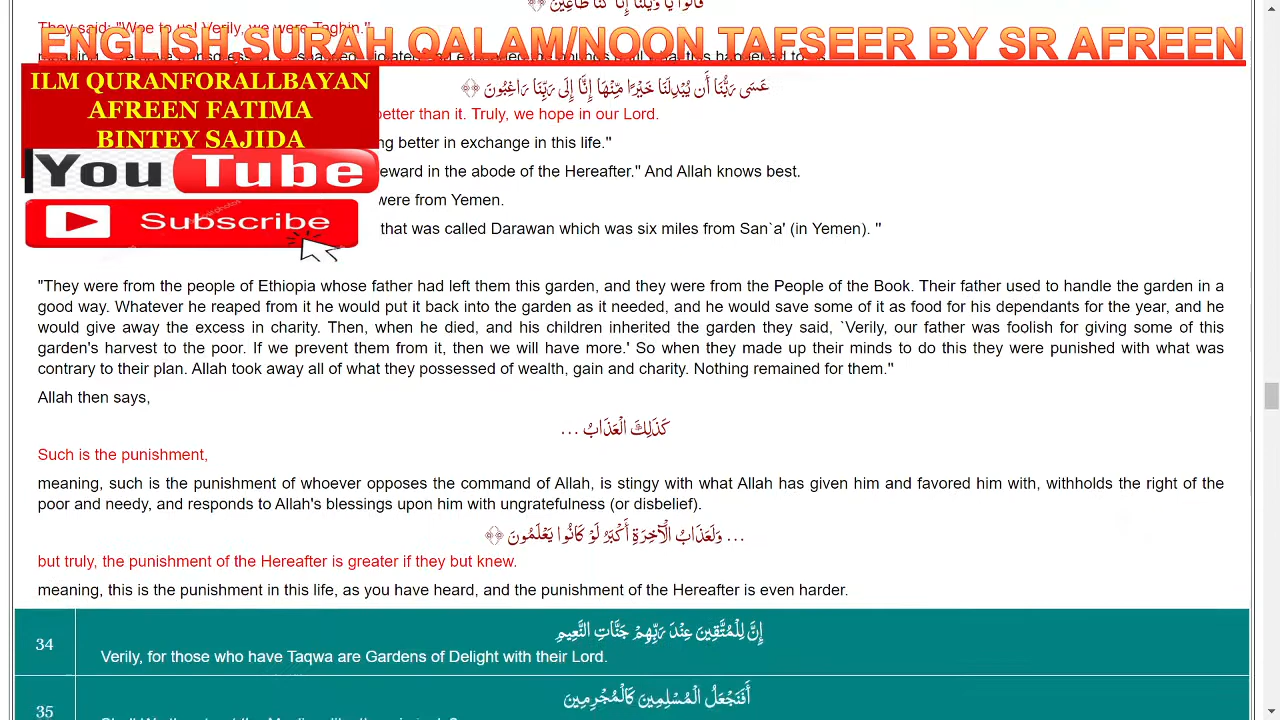 قَالُوا يَا وَيْلَنَا إِنَّا كُنَّا طَاغِينَ
They said: "Woe to us! Verily, we were Taghin."
ENGLISH SURAH QALAM/NOON TAFSEER BY SR AFREEN
ILM QURANFORALLBAYAN
AFREEN FATIMA
BINTEY SAJIDA
You Tube
Subscribe
عَسَى رَبُّنَا أَن يُبْدِلَنَا خَيْرًا مِّنْهَا إِنَّا إِلَى رَبِّنَا رَاغِبُونَ
better than it. Truly, we hope in our Lord.
better in exchange in this life."
reward in the abode of the Hereafter." And Allah knows best.
were from Yemen.
that was called Darawan which was six miles from San`a' (in Yemen). "
"They were from the people of Ethiopia whose father had left them this garden, and they were from the People of the Book. Their father used to handle the garden in a
good way. Whatever he reaped from it he would put it back into the garden as it needed, and he would save some of it as food for his dependants for the year, and he
would give away the excess in charity. Then, when he died, and his children inherited the garden they said, `Verily, our father was foolish for giving some of this
garden's harvest to the poor. If we prevent them from it, then we will have more.' So when they made up their minds to do this they were punished with what was
contrary to their plan. Allah took away all of what they possessed of wealth, gain and charity. Nothing remained for them."
Allah then says,
كَذَلِكَ الْعَذَابُ ...
Such is the punishment,
meaning, such is the punishment of whoever opposes the command of Allah, is stingy with what Allah has given him and favored him with, withholds the right of the
poor and needy, and responds to Allah's blessings upon him with ungratefulness (or disbelief).
... وَلَعَذَابُ الْآخِرَةِ أَكْبَرُ لَوْ كَانُوا يَعْلَمُونَ
but truly, the punishment of the Hereafter is greater if they but knew.
meaning, this is the punishment in this life, as you have heard, and the punishment of the Hereafter is even harder.
إِنَّ لِلْمُتَّقِينَ عِنْدَ رَبِّهِمْ جَنَّاتِ النَّعِيمِ
34
Verily, for those who have Taqwa are Gardens of Delight with their Lord.
أَفَنَجْعَلُ الْمُسْلِمِينَ كَالْمُجْرِمِينَ
35